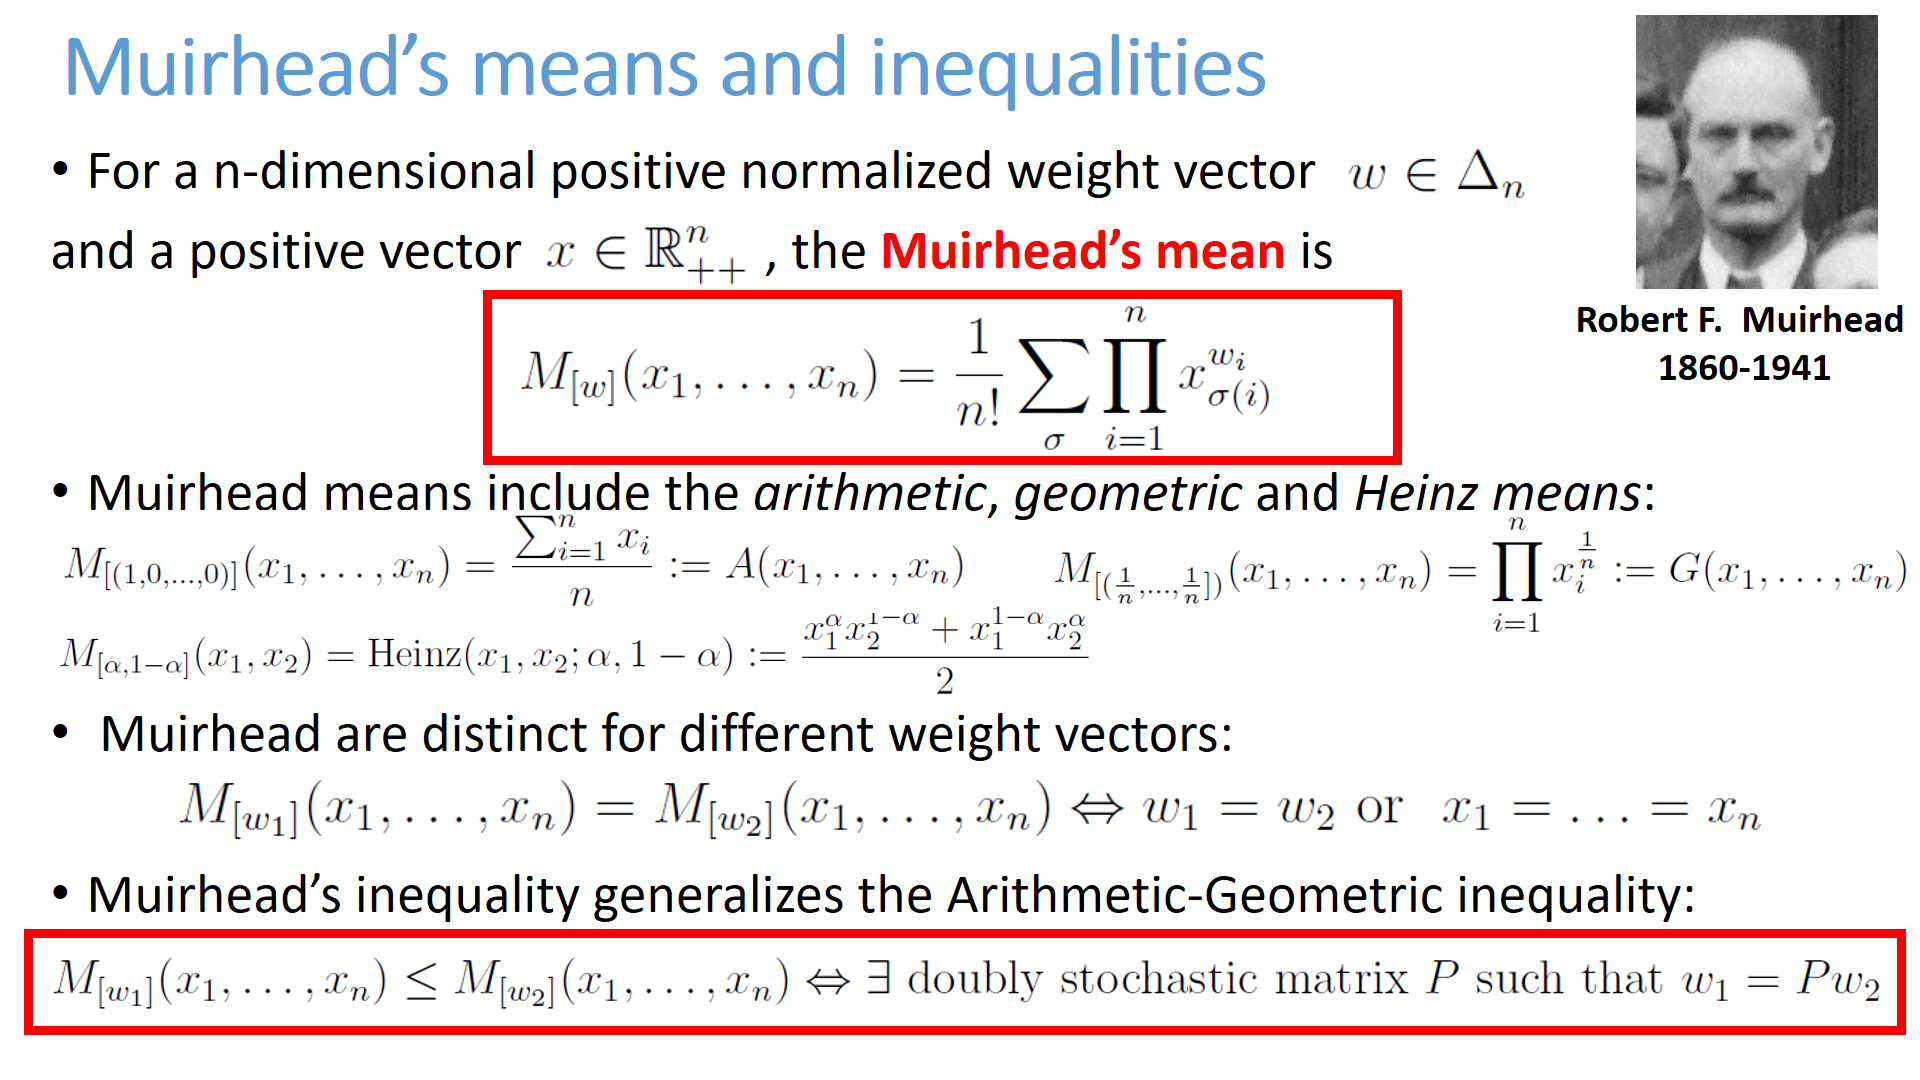 Muirhead’s means and inequalities
• For a n-dimensional positive normalized weight vector $w \in \Delta_n$
and a positive vector $x \in \mathbb{R}^n_{++}$ , the Muirhead’s mean is
$M_{[w]}(x_1, \ldots, x_n) = \frac{1}{n!} \sum_{\sigma} \prod_{i=1}^{n} x_{\sigma(i)}^{w_i}$
Robert F. Muirhead
1860-1941
• Muirhead means include the arithmetic, geometric and Heinz means:
$M_{[(1,0,\ldots,0)]}(x_1, \ldots, x_n) = \frac{\sum_{i=1}^{n} x_i}{n} := A(x_1, \ldots, x_n)$
$M_{[(\frac{1}{n},\ldots,\frac{1}{n}])}(x_1, \ldots, x_n) = \prod_{i=1}^{n} x_i^{\frac{1}{n}} := G(x_1, \ldots, x_n)$
$M_{[\alpha,1-\alpha]}(x_1, x_2) = \mathrm{Heinz}(x_1, x_2; \alpha, 1-\alpha) := \frac{x_1^{\alpha} x_2^{1-\alpha} + x_1^{1-\alpha} x_2^{\alpha}}{2}$
• Muirhead are distinct for different weight vectors:
$M_{[w_1]}(x_1, \ldots, x_n) = M_{[w_2]}(x_1, \ldots, x_n) \Leftrightarrow w_1 = w_2 \text{ or } x_1 = \ldots = x_n$
• Muirhead’s inequality generalizes the Arithmetic-Geometric inequality:
$M_{[w_1]}(x_1, \ldots, x_n) \leq M_{[w_2]}(x_1, \ldots, x_n) \Leftrightarrow \exists \text{ doubly stochastic matrix } P \text{ such that } w_1 = Pw_2$